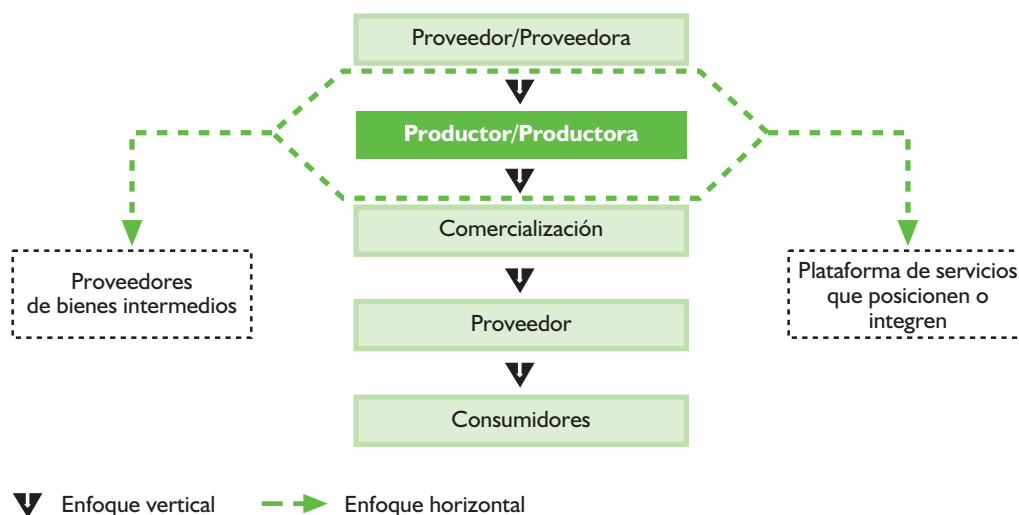 Proveedor/Proveedora
Productor/Productora
Comercialización
Proveedores
de bienes intermedios
Plataforma de servicios
que posicionen o
integren
Proveedor
Consumidores
Enfoque vertical
Enfoque horizontal